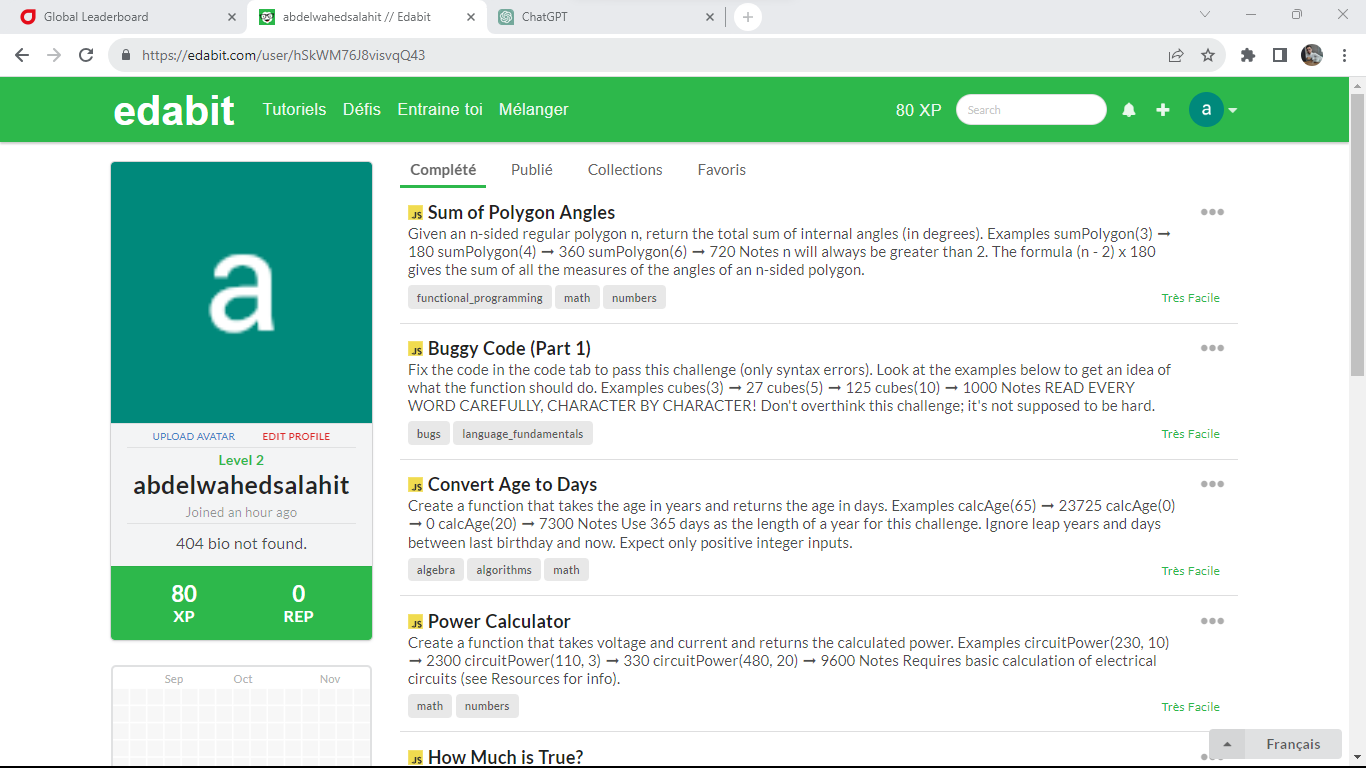 Global Leaderboard
abdelwahedsalahit // Edabit
ChatGPT
https://edabit.com/user/hSkWM76J8visvqQ43
edabit
Tutoriels Défis Entraine toi Mélanger
80 XP
Search
a
a
UPLOAD AVATAR EDIT PROFILE
Level 2
abdelwahedsalahit
Joined an hour ago
404 bio not found.
80 0
XP REP
Sep Oct Nov
Complété Publié Collections Favoris
JS Sum of Polygon Angles
Given an n-sided regular polygon n, return the total sum of internal angles (in degrees). Examples sumPolygon(3) ➞
180 sumPolygon(4) ➞ 360 sumPolygon(6) ➞ 720 Notes n will always be greater than 2. The formula (n - 2) x 180
gives the sum of all the measures of the angles of an n-sided polygon.
functional_programming math numbers
Très Facile
JS Buggy Code (Part 1)
Fix the code in the code tab to pass this challenge (only syntax errors). Look at the examples below to get an idea of
what the function should do. Examples cubes(3) ➞ 27 cubes(5) ➞ 125 cubes(10) ➞ 1000 Notes READ EVERY
WORD CAREFULLY, CHARACTER BY CHARACTER! Don't overthink this challenge; it's not supposed to be hard.
bugs language_fundamentals
Très Facile
JS Convert Age to Days
Create a function that takes the age in years and returns the age in days. Examples calcAge(65) ➞ 23725 calcAge(0)
➞ 0 calcAge(20) ➞ 7300 Notes Use 365 days as the length of a year for this challenge. Ignore leap years and days
between last birthday and now. Expect only positive integer inputs.
algebra algorithms math
Très Facile
JS Power Calculator
Create a function that takes voltage and current and returns the calculated power. Examples circuitPower(230, 10)
➞ 2300 circuitPower(110, 3) ➞ 330 circuitPower(480, 20) ➞ 9600 Notes Requires basic calculation of electrical
circuits (see Resources for info).
math numbers
Très Facile
JS How Much is True?
Français